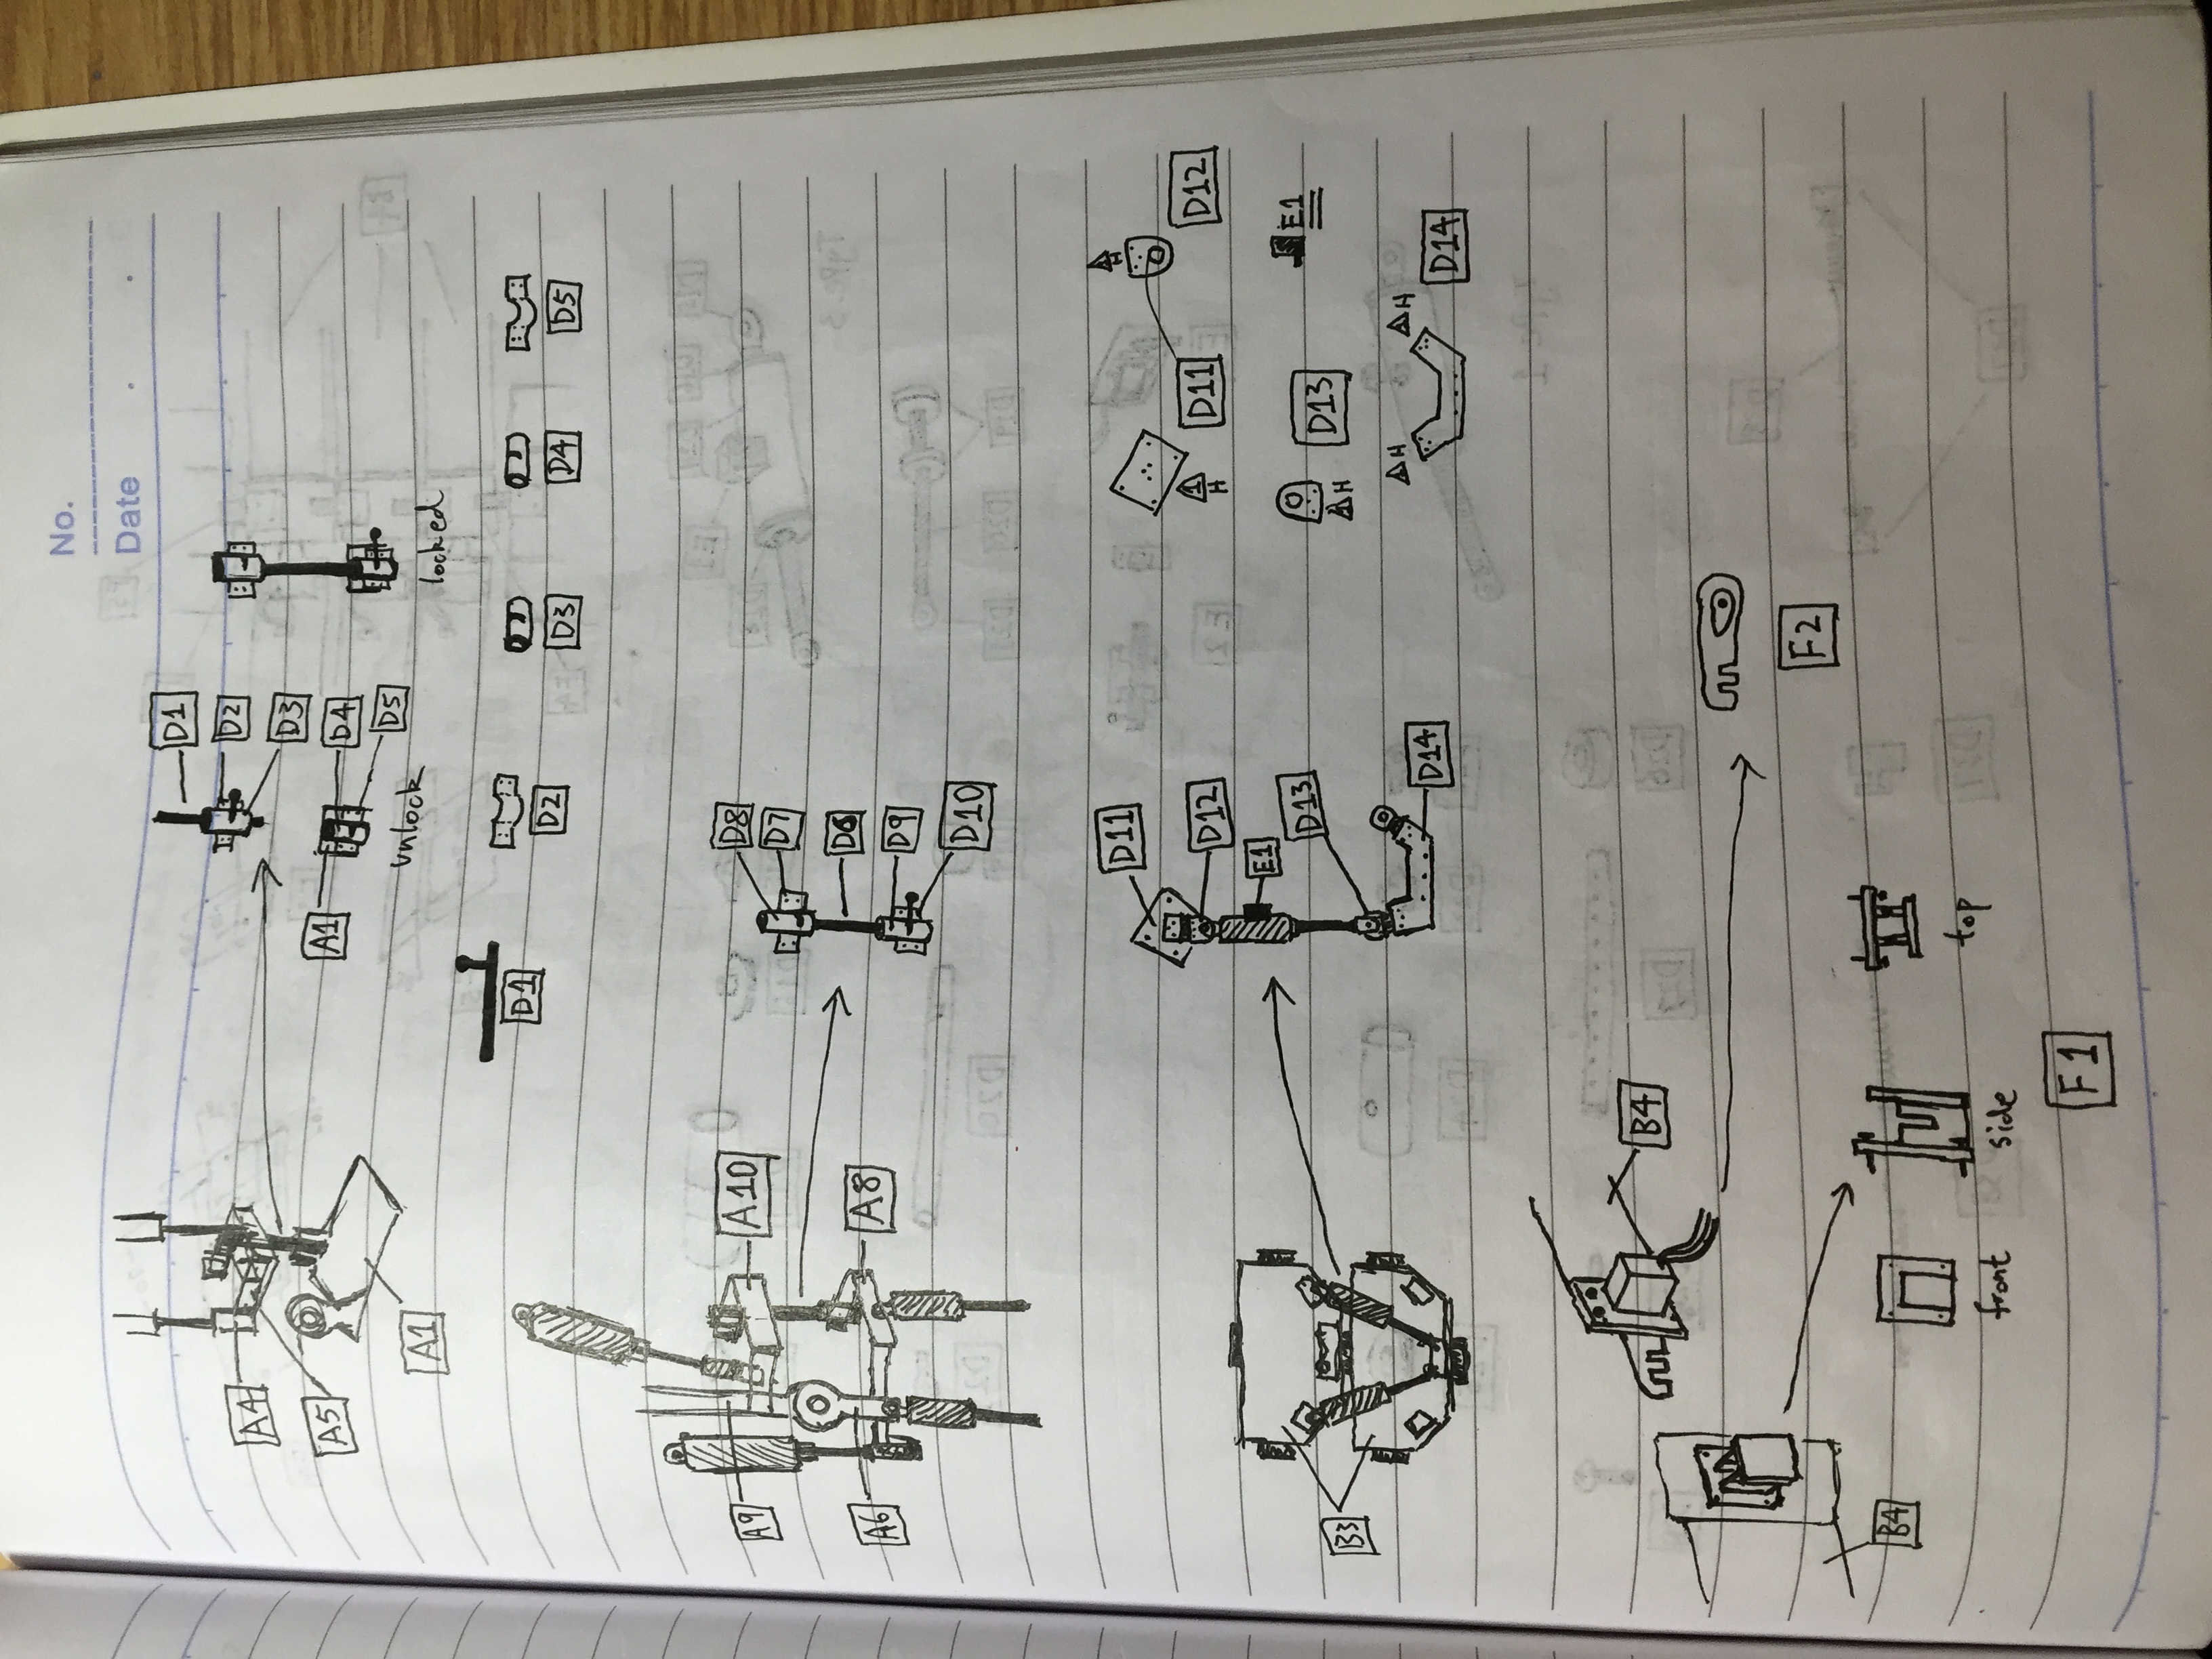 No.
Date
D1
A4
D2
D3
A5
A1
D4
D5
A1
unlock
locked
D1
D2
D3
D4
D5
D8
A9
A10
D7
D6
A6
A8
D9
D10
D11
D11
D12
H
H
D12
E1
D13
D13
H
E1
B3
D14
H
H
D14
B4
F2
B4
front
side
top
F1